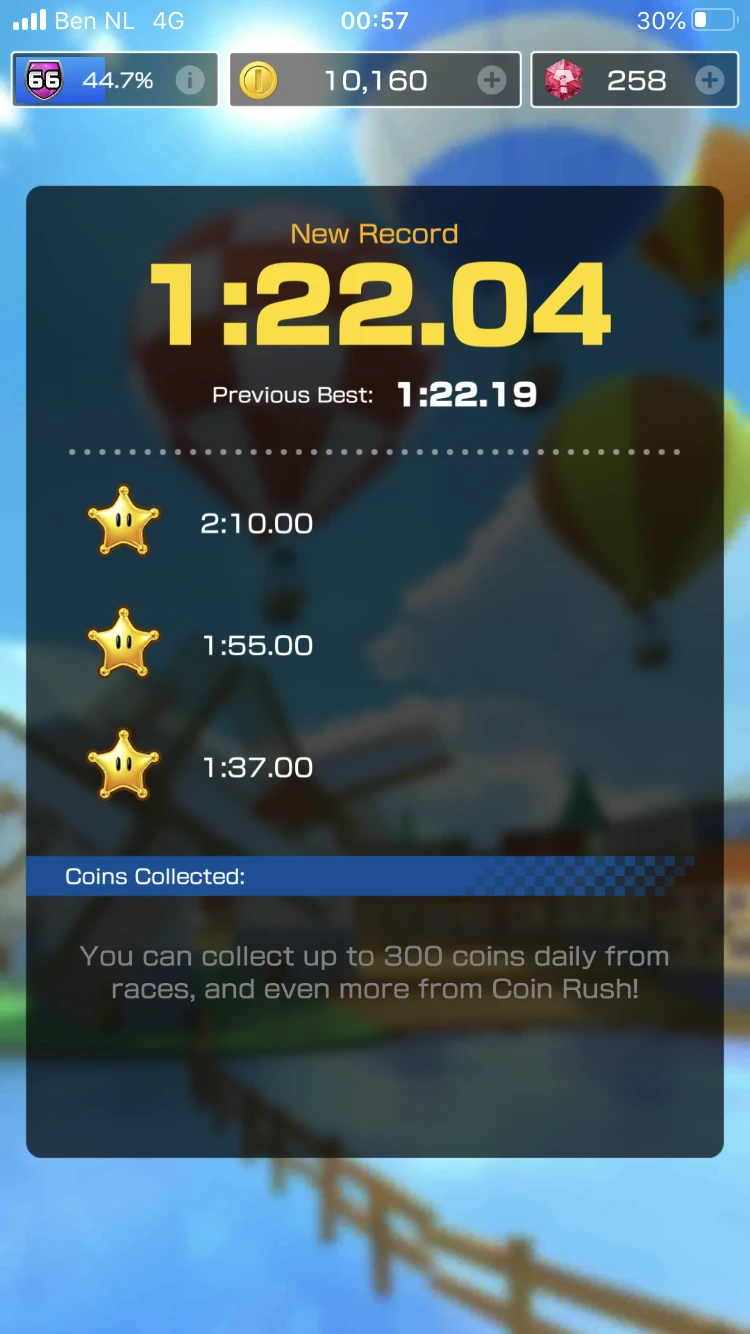 Ben NL 4G 00:57 30%
66 44.7% i 10,160 + 258 +
New Record
1:22.04
Previous Best: 1:22.19
2:10.00
1:55.00
1:37.00
Coins Collected:
You can collect up to 300 coins daily from
races, and even more from Coin Rush!